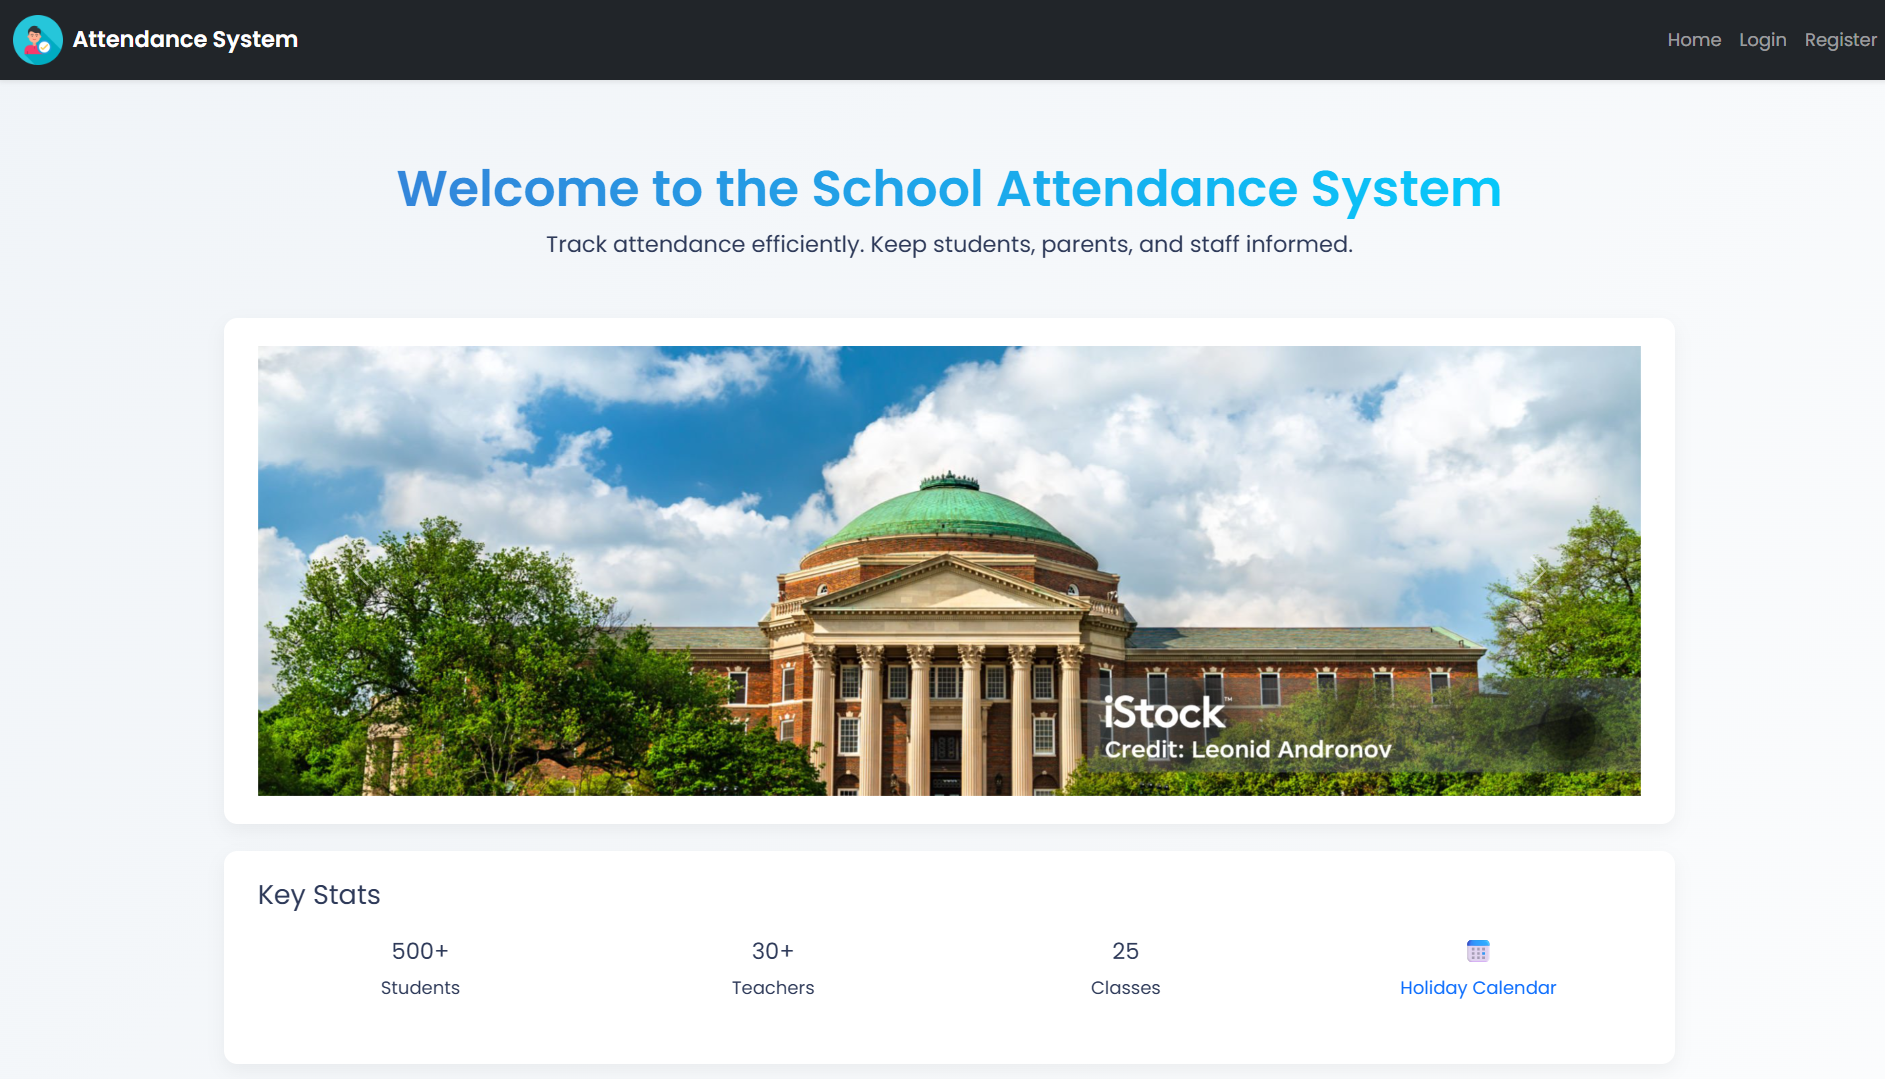 Attendance System
Home Login Register
Welcome to the School Attendance System
Track attendance efficiently. Keep students, parents, and staff informed.
iStock™
Credit: Leonid Andronov
Key Stats
500+
Students
30+
Teachers
25
Classes
Holiday Calendar